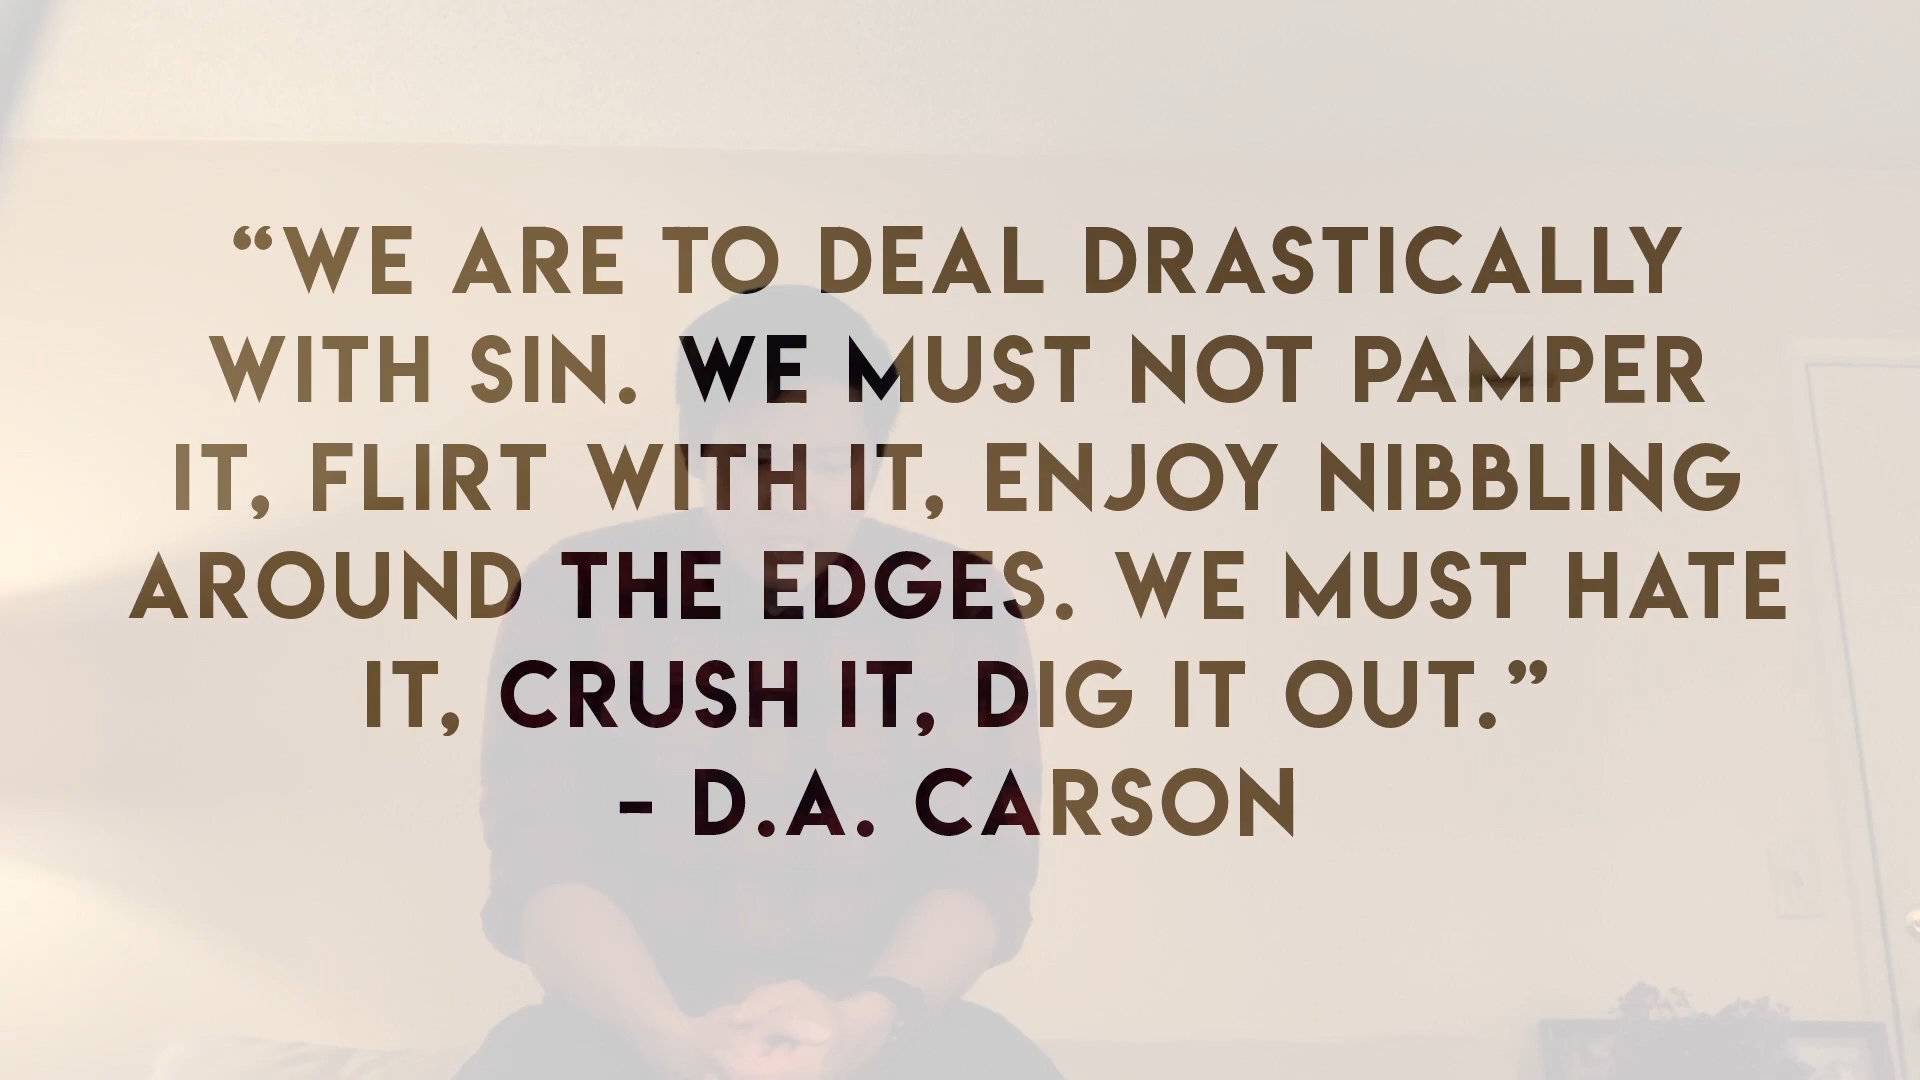 “WE ARE TO DEAL DRASTICALLY
WITH SIN. WE MUST NOT PAMPER
IT, FLIRT WITH IT, ENJOY NIBBLING
AROUND THE EDGES. WE MUST HATE
IT, CRUSH IT, DIG IT OUT.”
- D.A. CARSON